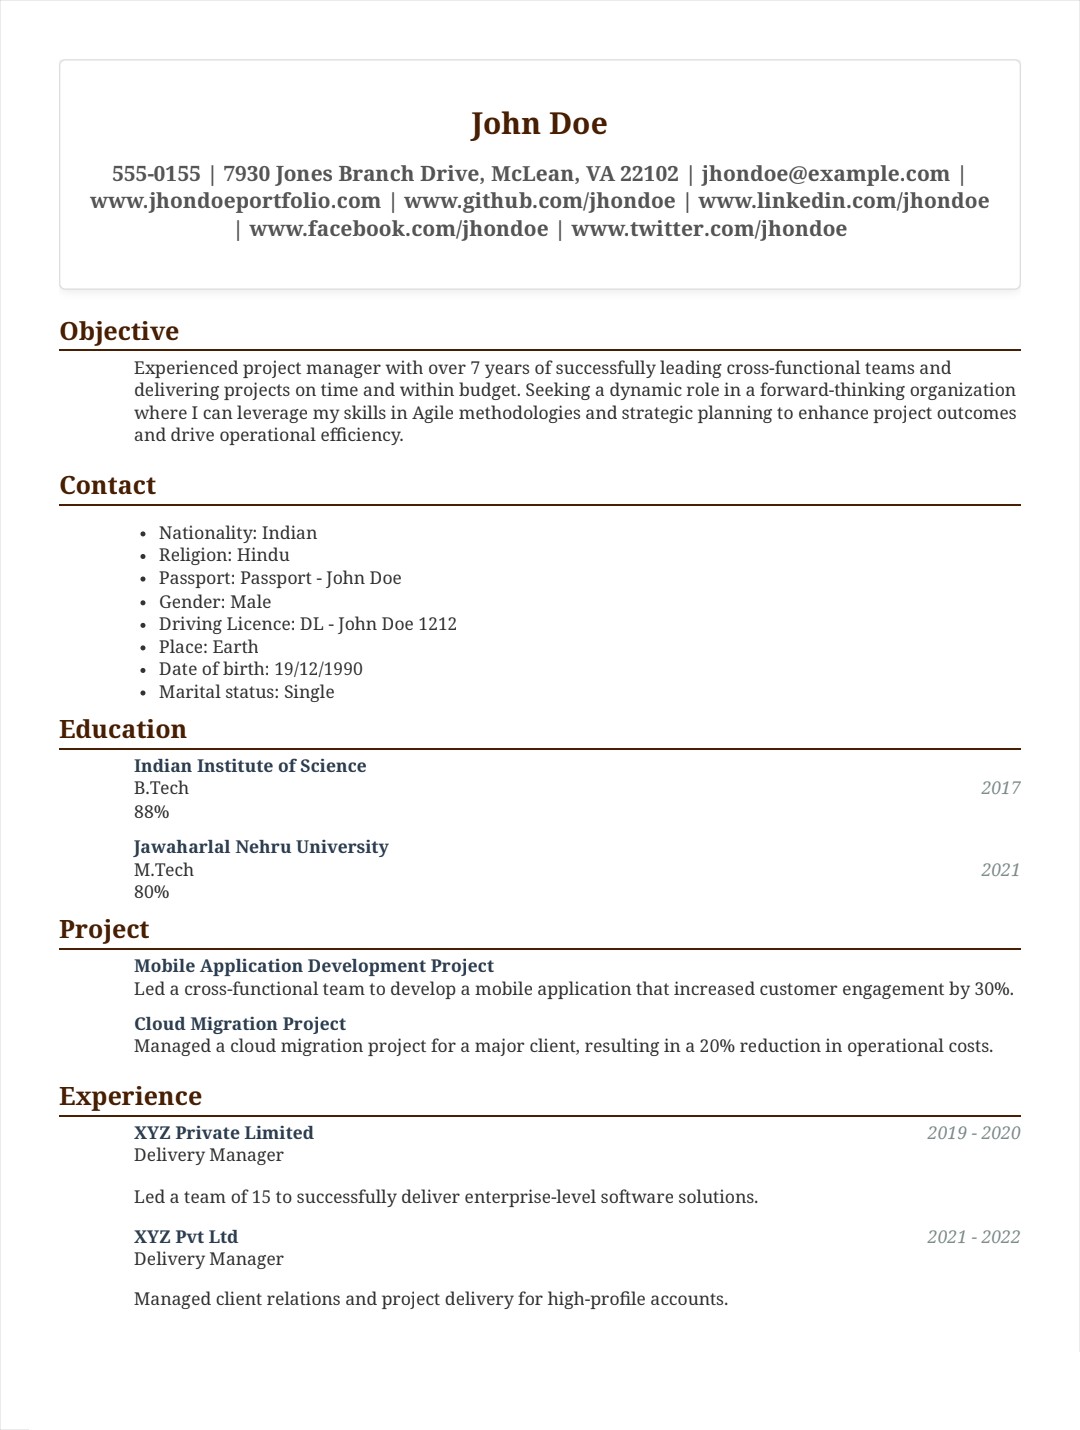 John Doe
555-0155 | 7930 Jones Branch Drive, McLean, VA 22102 | jhondoe@example.com |
www.jhondoeportfolio.com | www.github.com/jhondoe | www.linkedin.com/jhondoe
| www.facebook.com/jhondoe | www.twitter.com/jhondoe
Objective
Experienced project manager with over 7 years of successfully leading cross-functional teams and
delivering projects on time and within budget. Seeking a dynamic role in a forward-thinking organization
where I can leverage my skills in Agile methodologies and strategic planning to enhance project outcomes
and drive operational efficiency.
Contact
• Nationality: Indian
• Religion: Hindu
• Passport: Passport - John Doe
• Gender: Male
• Driving Licence: DL - John Doe 1212
• Place: Earth
• Date of birth: 19/12/1990
• Marital status: Single
Education
Indian Institute of Science
B.Tech 2017
88%
Jawaharlal Nehru University
M.Tech 2021
80%
Project
Mobile Application Development Project
Led a cross-functional team to develop a mobile application that increased customer engagement by 30%.
Cloud Migration Project
Managed a cloud migration project for a major client, resulting in a 20% reduction in operational costs.
Experience
XYZ Private Limited 2019 - 2020
Delivery Manager
Led a team of 15 to successfully deliver enterprise-level software solutions.
XYZ Pvt Ltd 2021 - 2022
Delivery Manager
Managed client relations and project delivery for high-profile accounts.